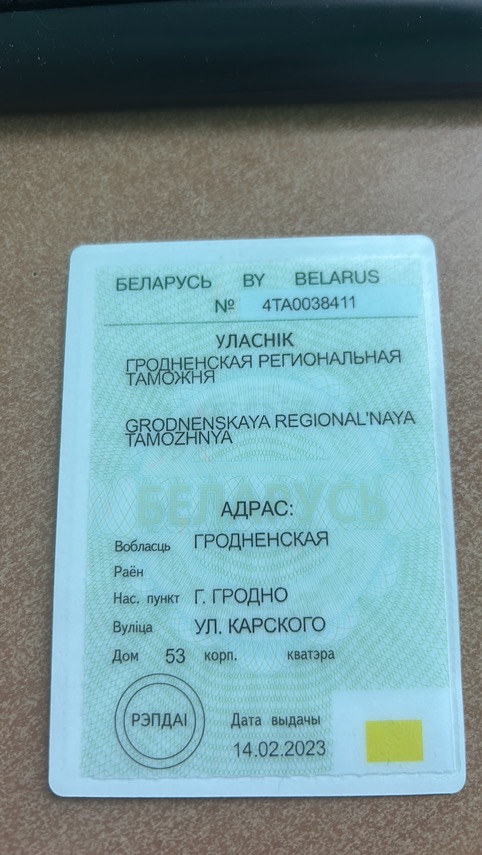 БЕЛАРУСЬ BY BELARUS
№ 4TA0038411
УЛАСНІК
ГРОДНЕНСКАЯ РЕГИОНАЛЬНАЯ
ТАМОЖНЯ
GRODNENSKAYA REGIONAL'NAYA
TAMOZHNYA
БЕЛАРУСЬ
АДРАС:
Вобласць ГРОДНЕНСКАЯ
Раён
Нас. пункт Г. ГРОДНО
Вуліца УЛ. КАРСКОГО
Дом 53 корп. кватэра
РЭПДАІ
Дата выдачы
14.02.2023